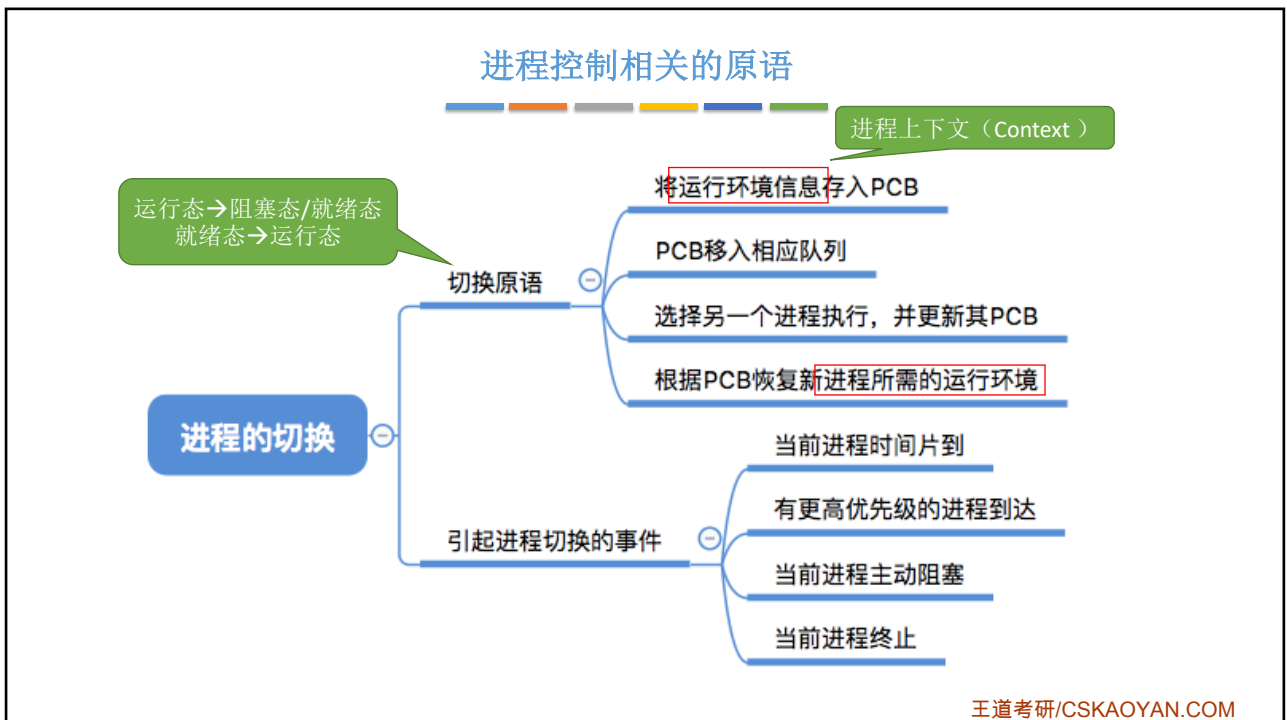 进程控制相关的原语
进程上下文（Context ）
将运行环境信息存入PCB
运行态→阻塞态/就绪态
就绪态→运行态
PCB移入相应队列
切换原语
选择另一个进程执行，并更新其PCB
根据PCB恢复新进程所需的运行环境
进程的切换
当前进程时间片到
有更高优先级的进程到达
引起进程切换的事件
当前进程主动阻塞
当前进程终止
王道考研/CSKAOYAN.COM